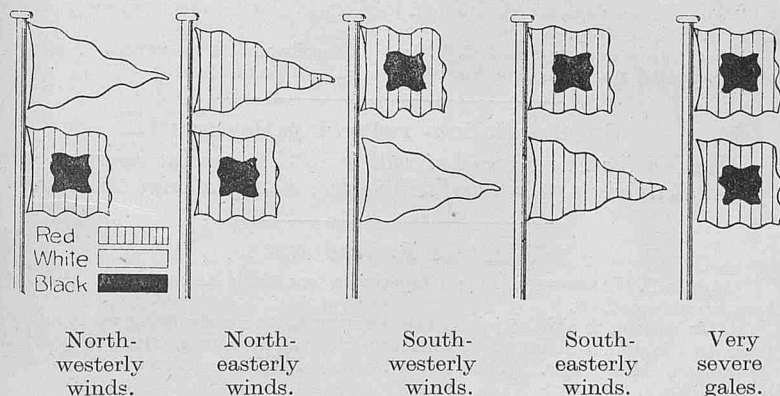 Red
White
Black
North-
westerly
winds.
North-
easterly
winds.
South-
westerly
winds.
South-
easterly
winds.
Very
severe
gales.